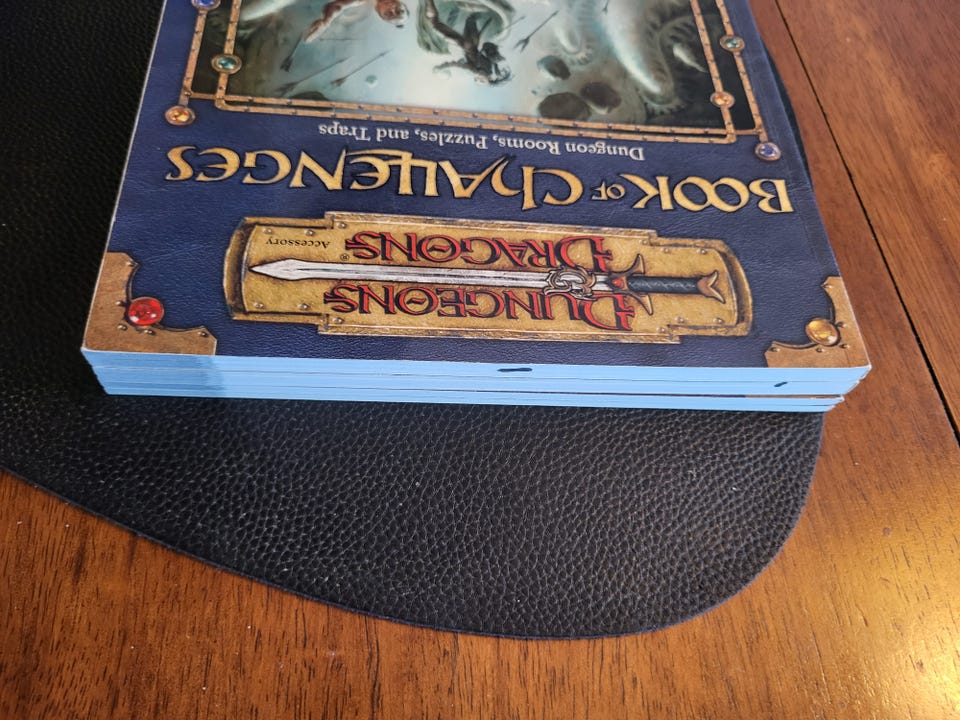 DUNGEONS
DRAGONS®
Accessory
BOOK OF CHALLENGES
Dungeon Rooms, Puzzles, and Traps